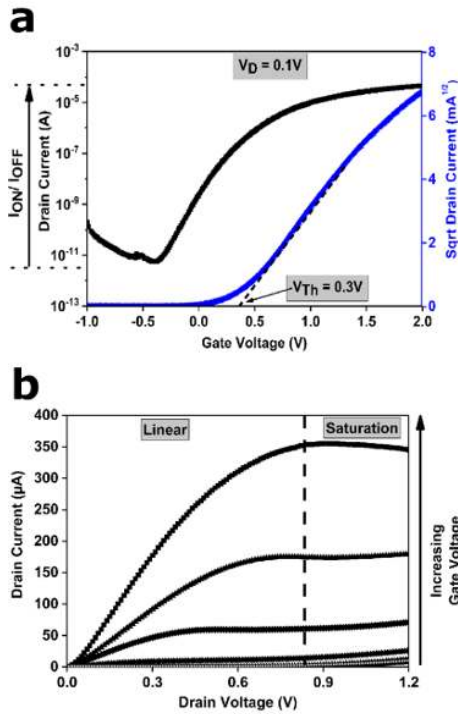 a
V_D = 0.1V
I_ON/ I_OFF
Drain Current (A)
10^-3
10^-5
10^-7
10^-9
10^-11
10^-13
Sqrt Drain Current (mA^1/2)
8
6
4
2
0
V_Th = 0.3V
-1.0 -0.5 0.0 0.5 1.0 1.5 2.0
Gate Voltage (V)
b
Linear
Saturation
Drain Current (µA)
400
350
300
250
200
150
100
50
0
Increasing
Gate Voltage
0.0 0.3 0.6 0.9 1.2
Drain Voltage (V)